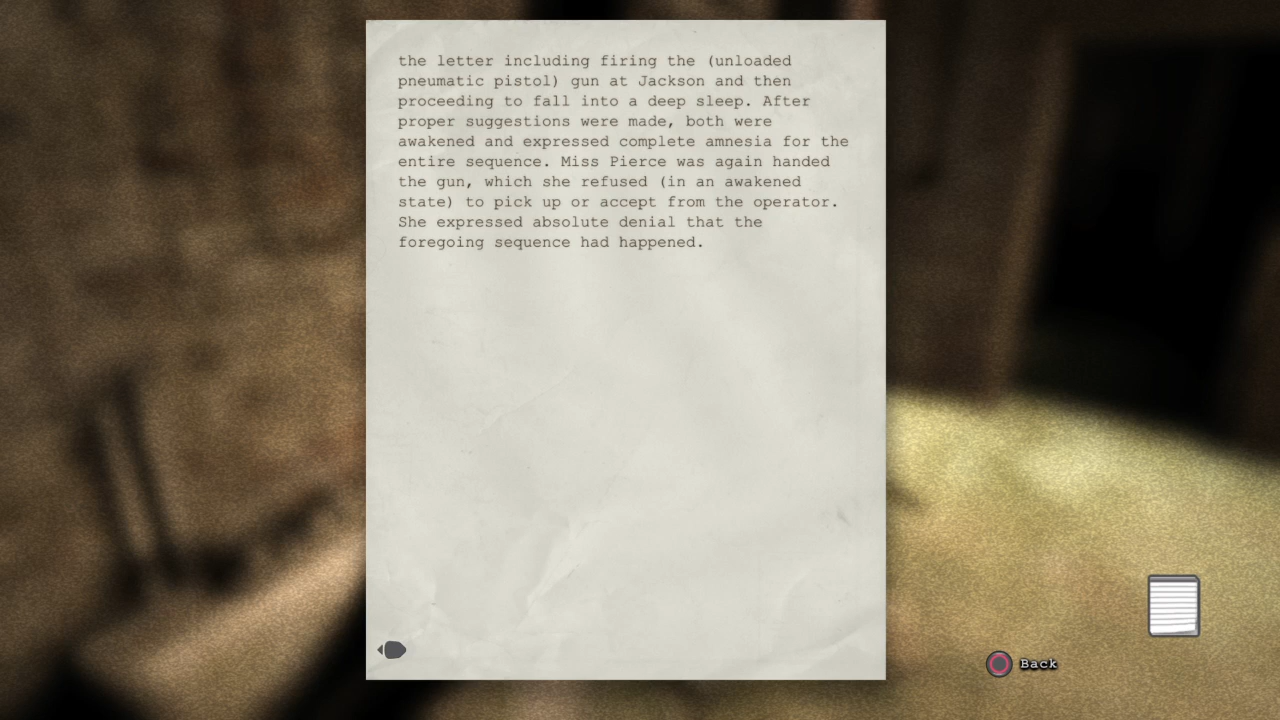 the letter including firing the (unloaded
pneumatic pistol) gun at Jackson and then
proceeding to fall into a deep sleep. After
proper suggestions were made, both were
awakened and expressed complete amnesia for the
entire sequence. Miss Pierce was again handed
the gun, which she refused (in an awakened
state) to pick up or accept from the operator.
She expressed absolute denial that the
foregoing sequence had happened.
Back